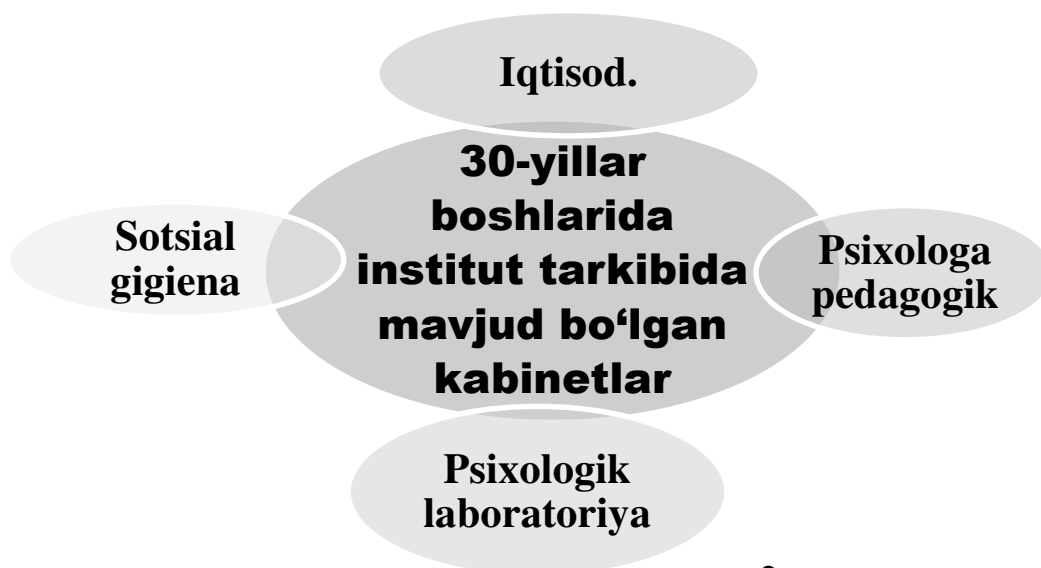 Iqtisod.
30-yillar
boshlarida
institut tarkibida
mavjud bo‘lgan
kabinetlar
Sotsial
gigiena
Psixologa
pedagogik
Psixologik
laboratoriya